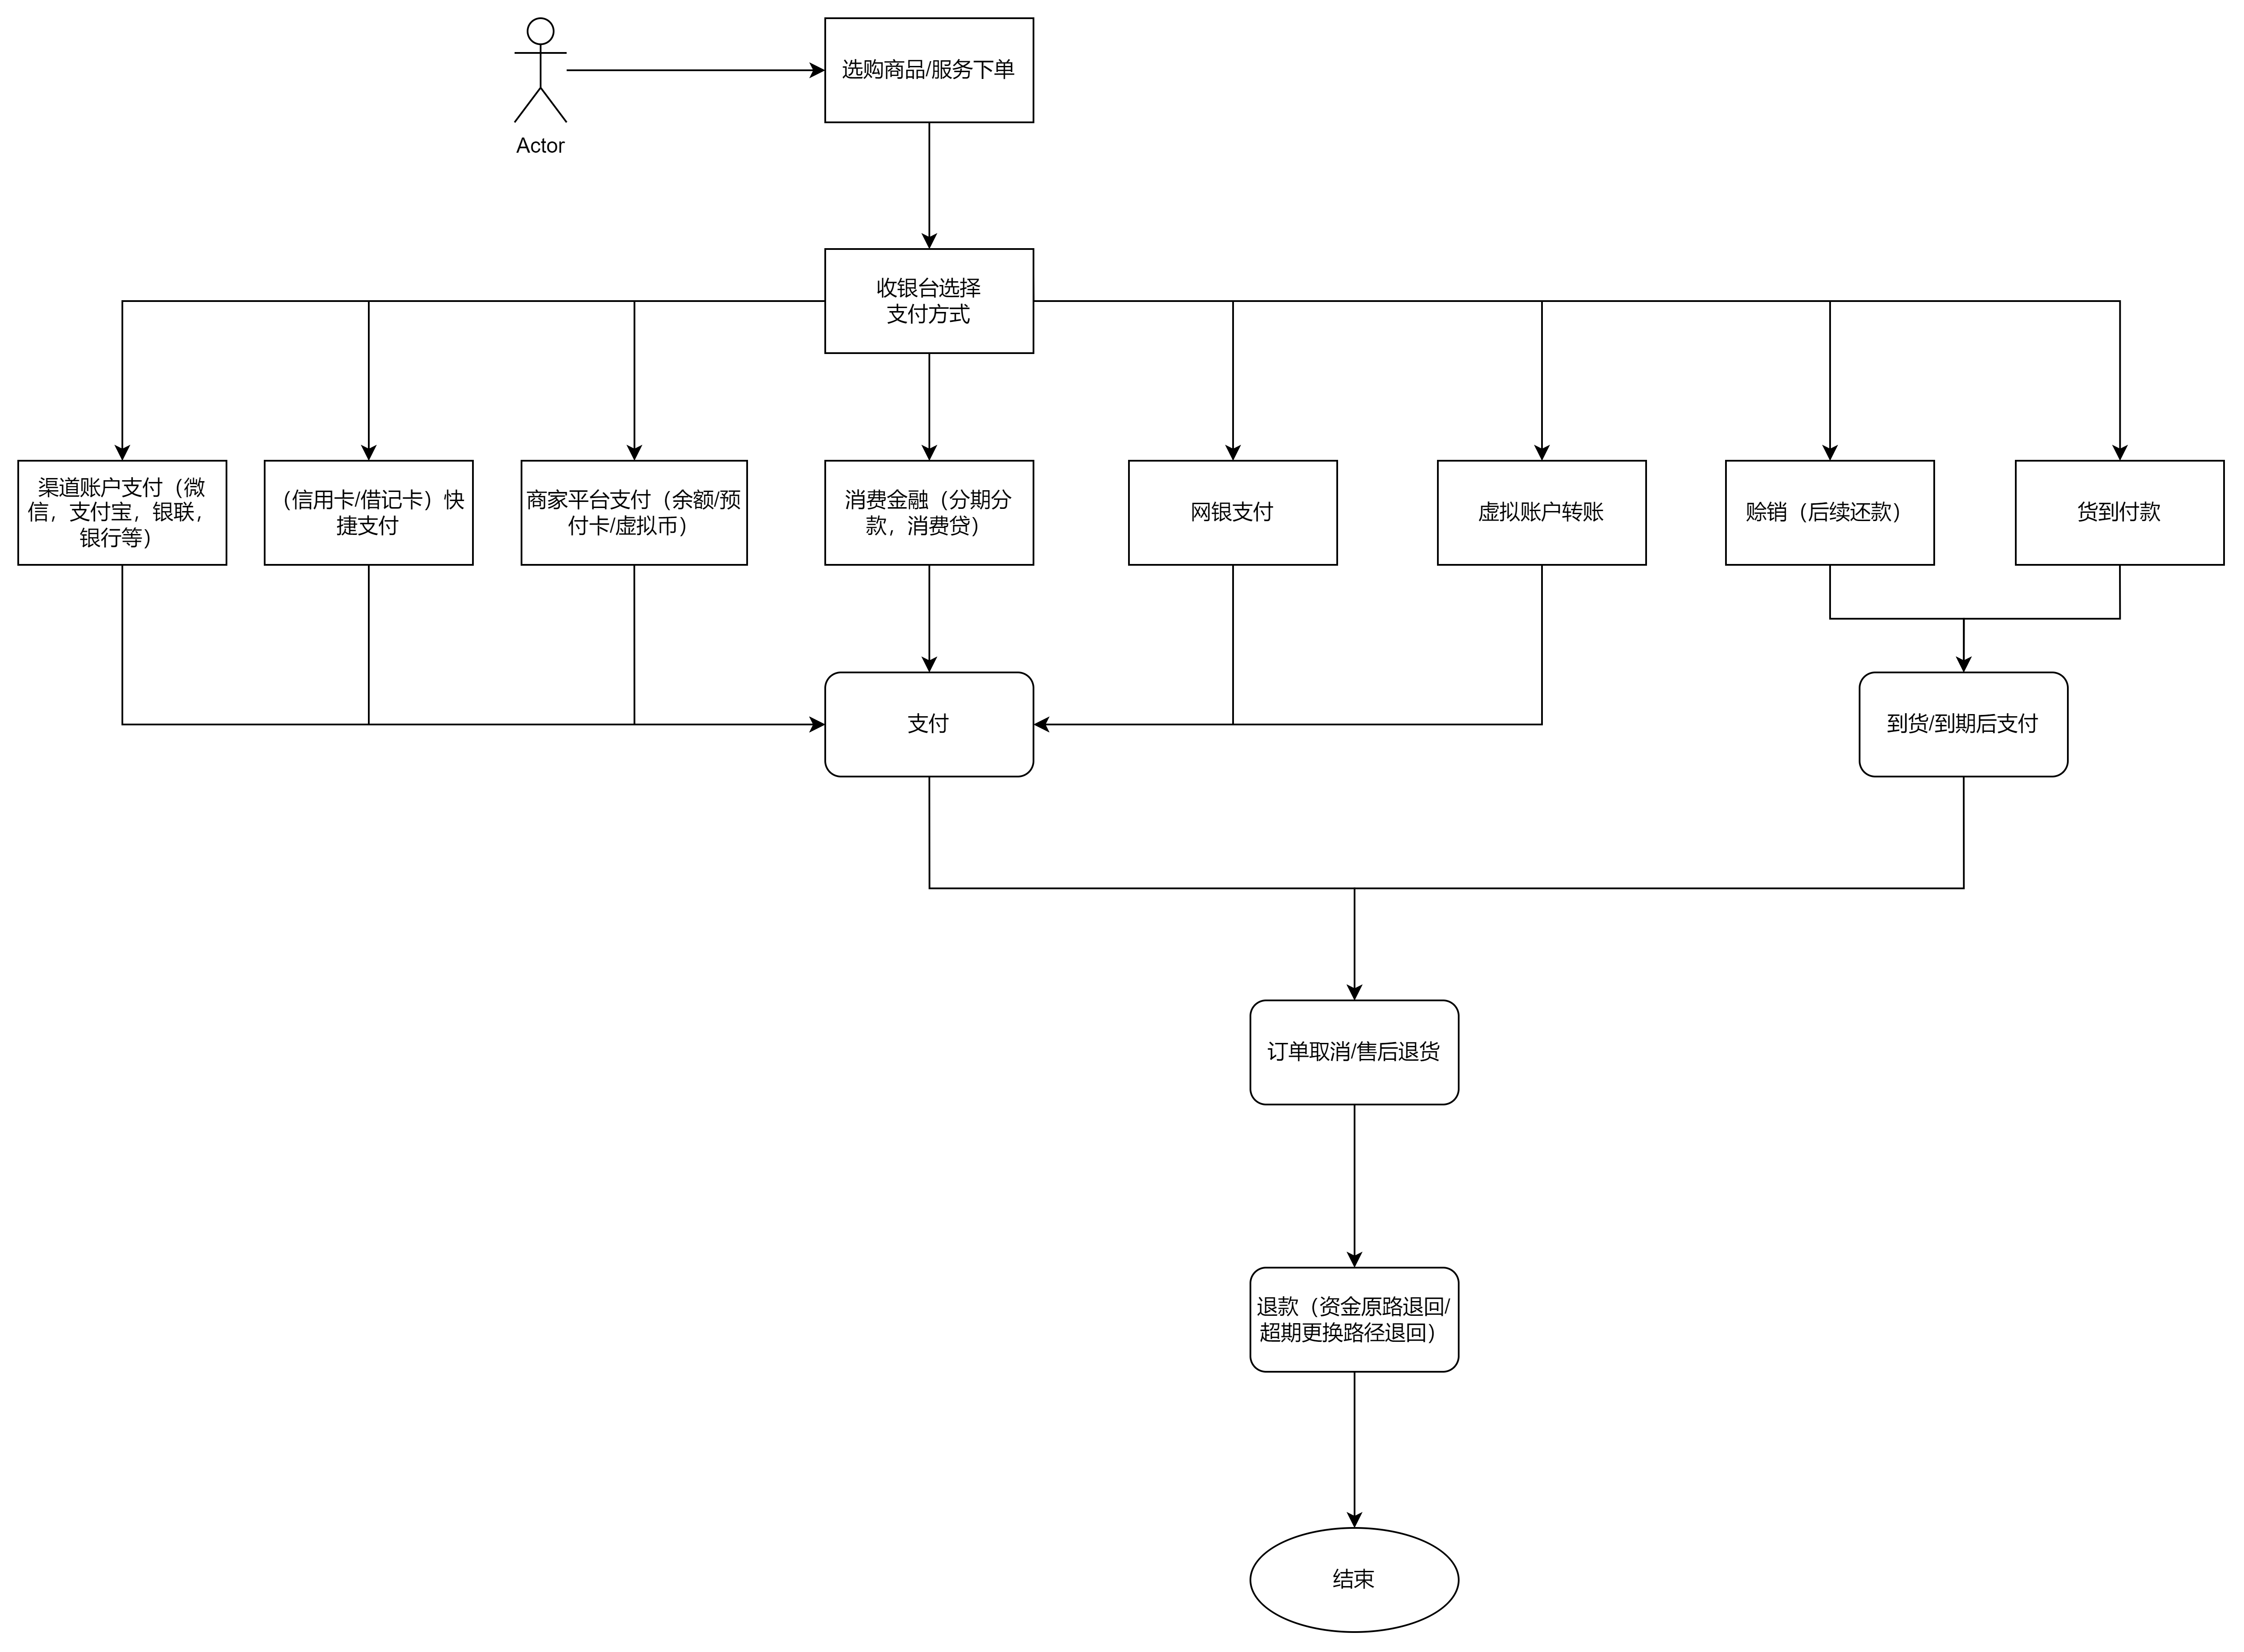 选购商品/服务下单
Actor
收银台选择
支付方式
渠道账户支付（微
信，支付宝，银联，
银行等）
（信用卡/借记卡）快
捷支付
商家平台支付（余额/预
付卡/虚拟币）
消费金融（分期分
款，消费贷）
网银支付
虚拟账户转账
赊销（后续还款）
货到付款
支付
到货/到期后支付
订单取消/售后退货
退款（资金原路退回/
超期更换路径退回）
结束